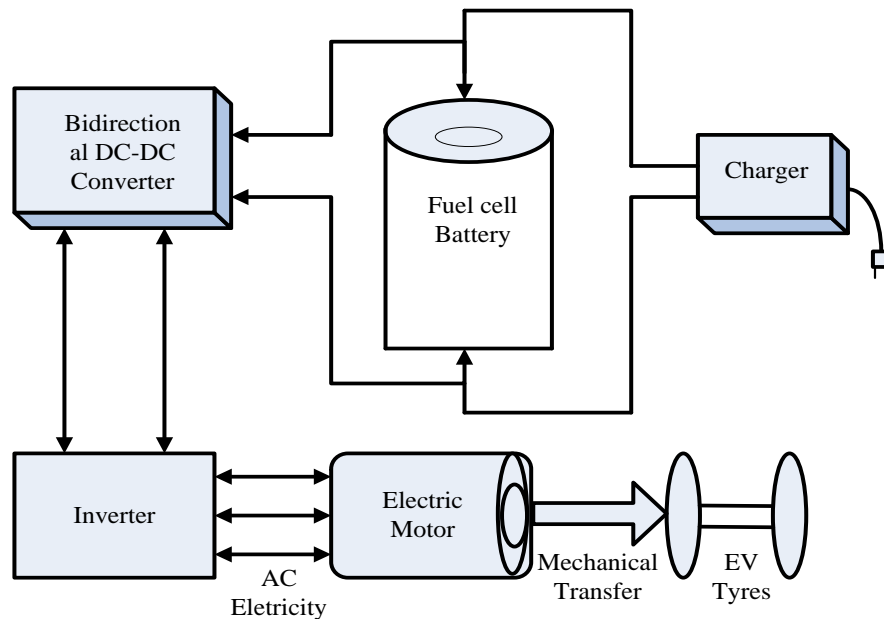 Bidirection
al DC-DC
Converter
Fuel cell
Battery
Charger
Inverter
Electric
Motor
AC
Eletricity
Mechanical
Transfer
EV
Tyres